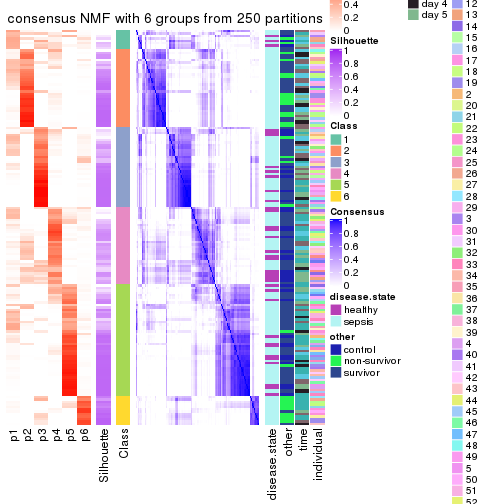 consensus NMF with 6 groups from 250 partitions
p1
p2
p3
p4
p5
p6
Silhouette
Class
disease.state
other
time
individual
0.4
0.2
0
Silhouette
1
0.8
0.6
0.4
0.2
0
Class
1
2
3
4
5
6
Consensus
1
0.8
0.6
0.4
0.2
0
disease.state
healthy
sepsis
other
control
non-survivor
survivor
day 4
day 5
12
13
14
15
16
17
18
19
2
20
21
22
23
24
25
26
27
28
29
3
30
31
32
33
34
35
36
37
38
39
4
40
41
42
43
44
45
46
47
48
49
5
50
51
52